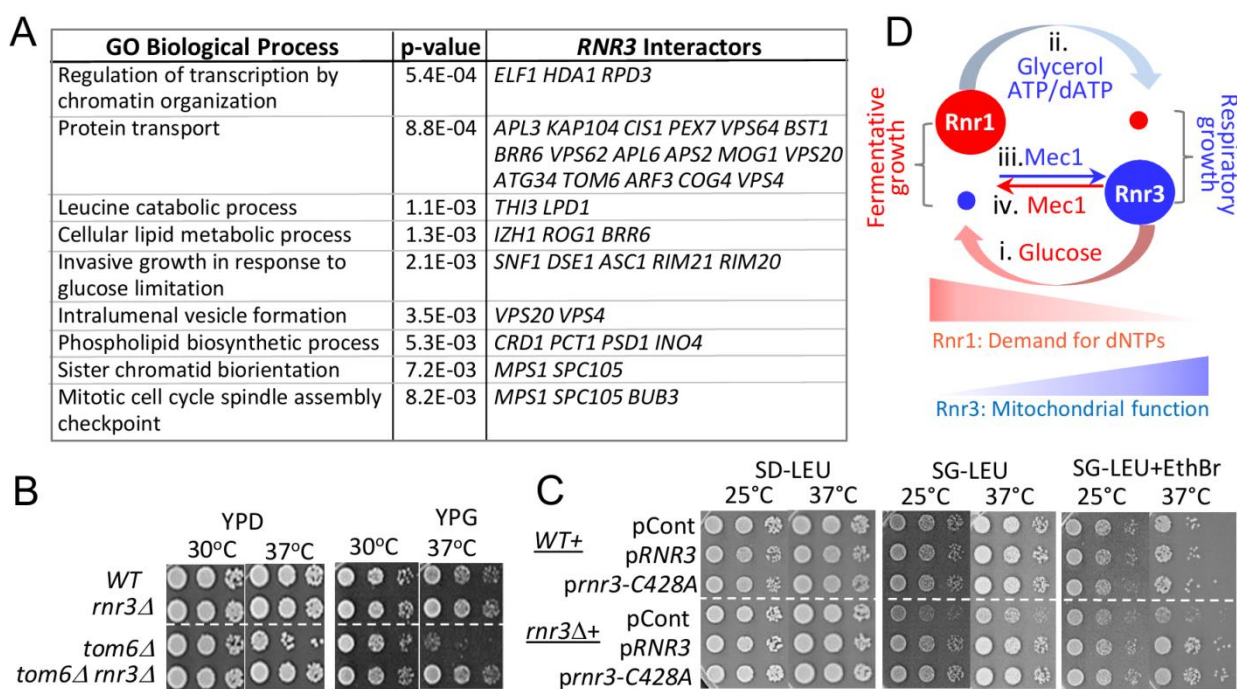 A
GO Biological Process p-value RNR3 Interactors
Regulation of transcription by 5.4E-04 ELF1 HDA1 RPD3
chromatin organization
Protein transport 8.8E-04 APL3 KAP104 CIS1 PEX7 VPS64 BST1
BRR6 VPS62 APL6 APS2 MOG1 VPS20
ATG34 TOM6 ARF3 COG4 VPS4
Leucine catabolic process 1.1E-03 THI3 LPD1
Cellular lipid metabolic process 1.3E-03 IZH1 ROG1 BRR6
Invasive growth in response to 2.1E-03 SNF1 DSE1 ASC1 RIM21 RIM20
glucose limitation
Intralumenal vesicle formation 3.5E-03 VPS20 VPS4
Phospholipid biosynthetic process 5.3E-03 CRD1 PCT1 PSD1 INO4
Sister chromatid biorientation 7.2E-03 MPS1 SPC105
Mitotic cell cycle spindle assembly 8.2E-03 MPS1 SPC105 BUB3
checkpoint
D
ii.
Glycerol
ATP/dATP
Fermentative
growth
Rnr1
Respiratory
growth
iii.Mec1
Rnr3
iv. Mec1
i. Glucose
Rnr1: Demand for dNTPs
Rnr3: Mitochondrial function
B
YPD YPG
30°C 37°C 30°C 37°C
WT
rnr3Δ
tom6Δ
tom6Δ rnr3Δ
C
SD-LEU SG-LEU SG-LEU+EthBr
25°C 37°C 25°C 37°C 25°C 37°C
WT+
pCont
pRNR3
prnr3-C428A
rnr3Δ+
pCont
pRNR3
prnr3-C428A